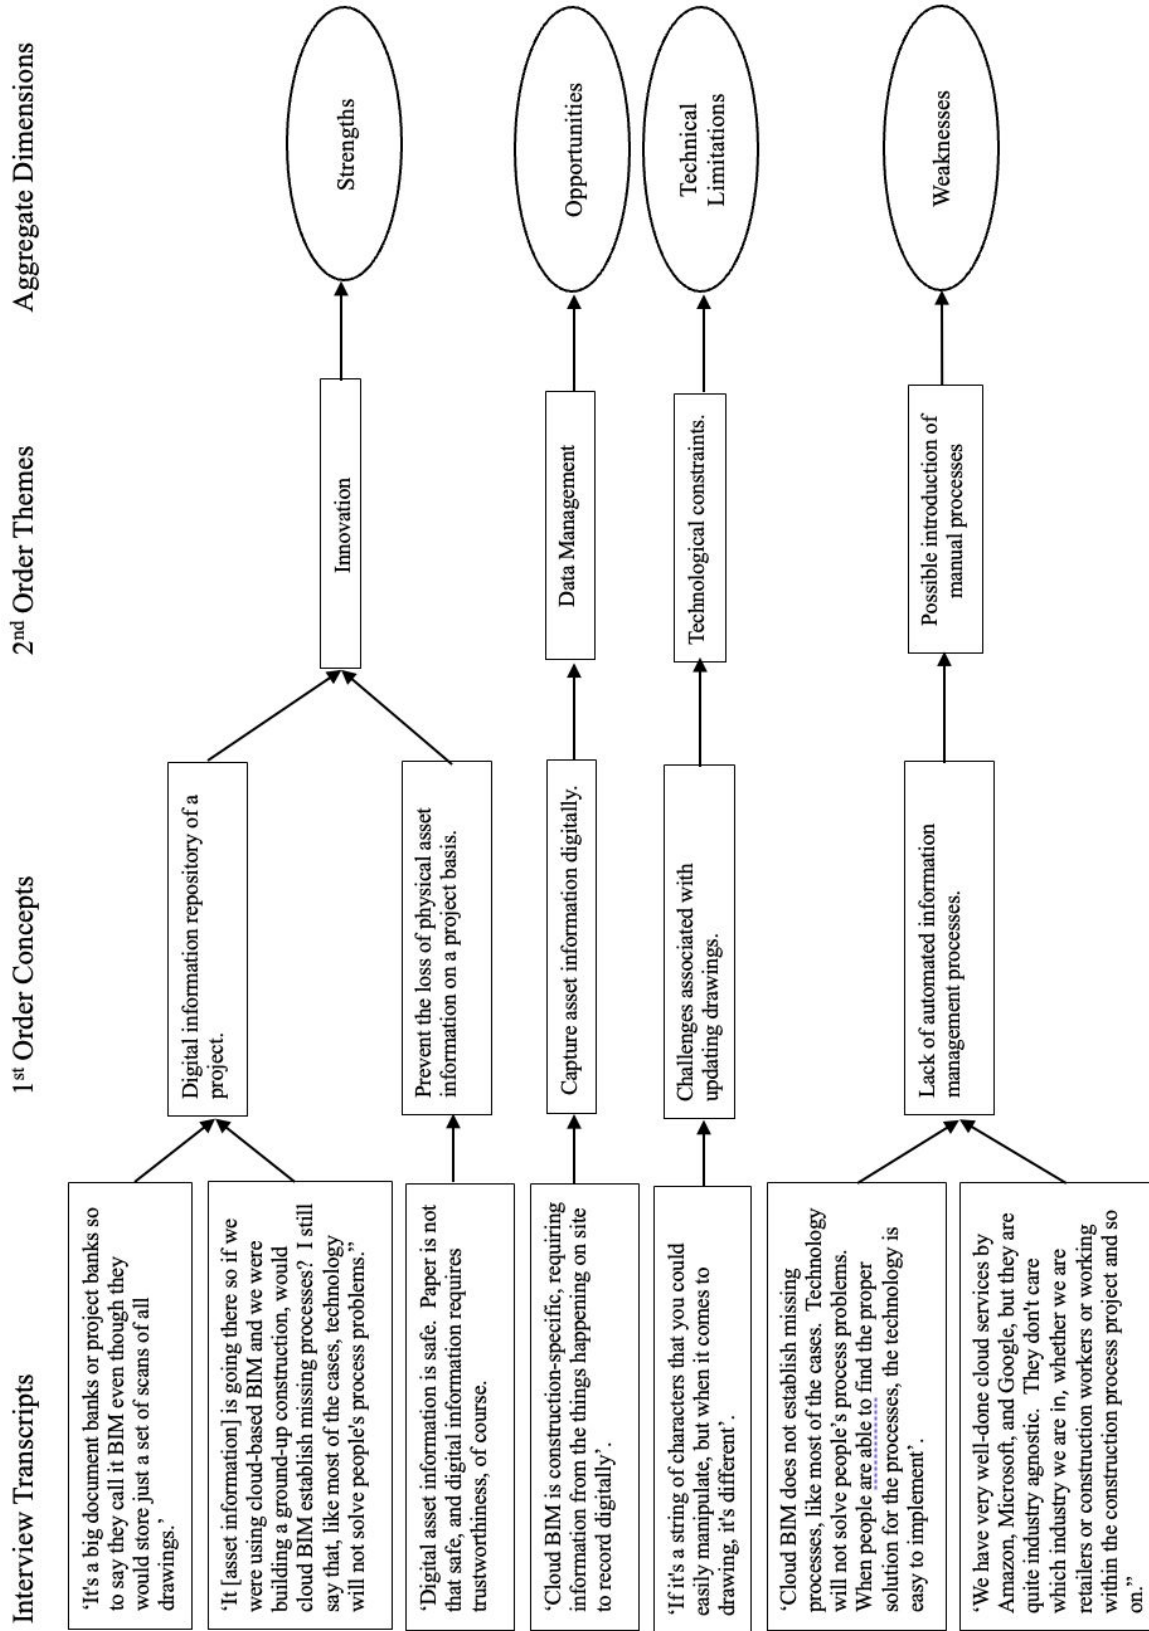 Interview Transcripts
1st Order Concepts
2nd Order Themes
Aggregate Dimensions
‘It's a big document banks or project banks so
to say they call it BIM even though they
would store just a set of scans of all
drawings.’
‘It [asset information] is going there so if we
were using cloud-based BIM and we were
building a ground-up construction, would
cloud BIM establish missing processes? I still
say that, like most of the cases, technology
will not solve people's process problems.”
‘Digital asset information is safe. Paper is not
that safe, and digital information requires
trustworthiness, of course.
‘Cloud BIM is construction-specific, requiring
information from the things happening on site
to record digitally’.
‘If it's a string of characters that you could
easily manipulate, but when it comes to
drawing, it's different’.
‘Cloud BIM does not establish missing
processes, like most of the cases. Technology
will not solve people’s process problems.
When people are able to find the proper
solution for the processes, the technology is
easy to implement’.
“We have very well-done cloud services by
Amazon, Microsoft, and Google, but they are
quite industry agnostic. They don't care
which industry we are in, whether we are
retailers or construction workers or working
within the construction process project and so
on.”
Digital information repository of a
project.
Prevent the loss of physical asset
information on a project basis.
Capture asset information digitally.
Challenges associated with
updating drawings.
Lack of automated information
management processes.
Innovation
Data Management
Technological constraints.
Possible introduction of
manual processes
Strengths
Opportunities
Technical
Limitations
Weaknesses